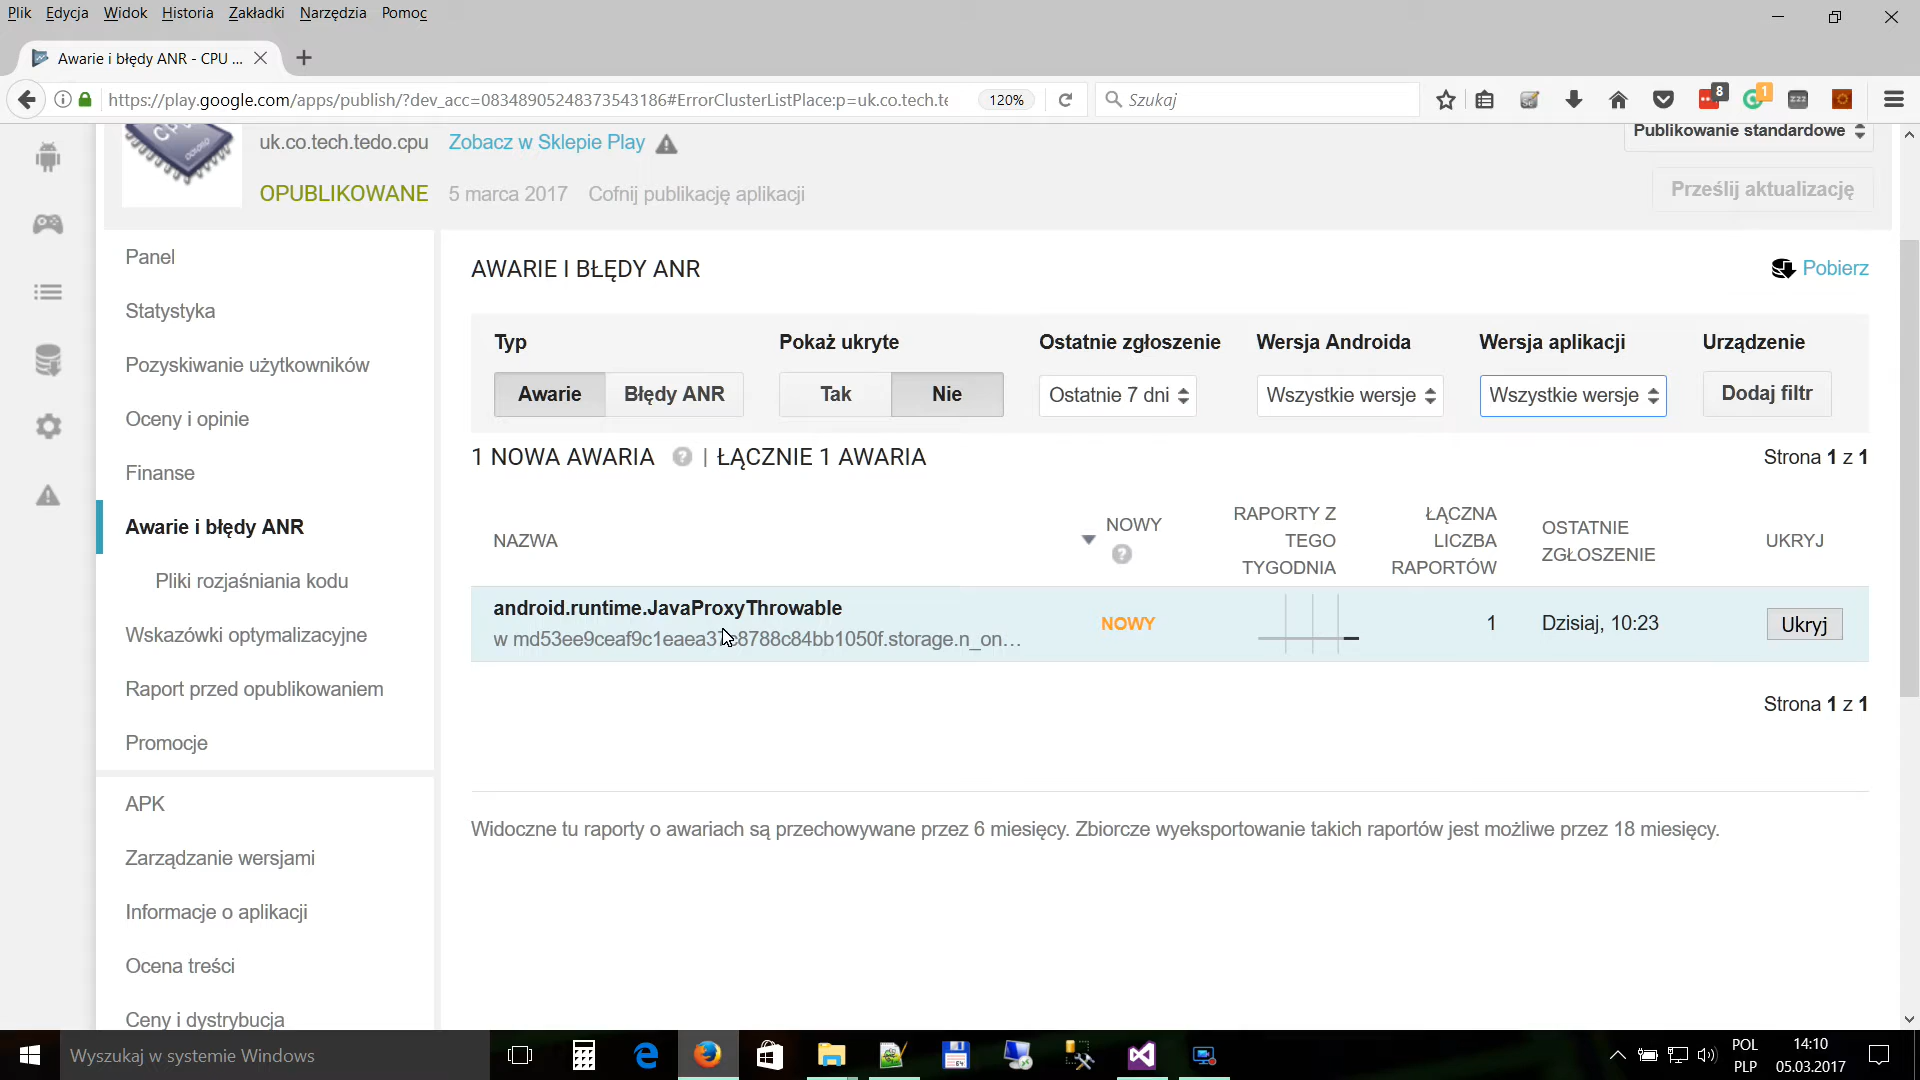 Plik Edycja Widok Historia Zakładki Narzędzia Pomoc
Awarie i błędy ANR - CPU ...
https://play.google.com/apps/publish/?dev_acc=08348905248373543186#ErrorClusterListPlace:p=uk.co.tech.te
120%
Szukaj
8
1
zzz
uk.co.tech.tedo.cpu
Zobacz w Sklepie Play
Publikowanie standardowe
OPUBLIKOWANE
5 marca 2017
Cofnij publikację aplikacji
Prześlij aktualizację
Panel
Statystyka
Pozyskiwanie użytkowników
Oceny i opinie
Finanse
Awarie i błędy ANR
Pliki rozjaśniania kodu
Wskazówki optymalizacyjne
Raport przed opublikowaniem
Promocje
APK
Zarządzanie wersjami
Informacje o aplikacji
Ocena treści
Ceny i dystrybucja
AWARIE I BŁĘDY ANR
Pobierz
Typ
Pokaż ukryte
Ostatnie zgłoszenie
Wersja Androida
Wersja aplikacji
Urządzenie
Awarie
Błędy ANR
Tak
Nie
Ostatnie 7 dni
Wszystkie wersje
Wszystkie wersje
Dodaj filtr
1 NOWA AWARIA ? | ŁĄCZNIE 1 AWARIA
Strona 1 z 1
NAZWA
NOWY
?
RAPORTY Z
TEGO
TYGODNIA
ŁĄCZNA
LICZBA
RAPORTÓW
OSTATNIE
ZGŁOSZENIE
UKRYJ
android.runtime.JavaProxyThrowable
NOWY
1
Dzisiaj, 10:23
Ukryj
Strona 1 z 1
Widoczne tu raporty o awariach są przechowywane przez 6 miesięcy. Zbiorcze wyeksportowanie takich raportów jest możliwe przez 18 miesięcy.
Wyszukaj w systemie Windows
64
POL
PLP
14:10
05.03.2017